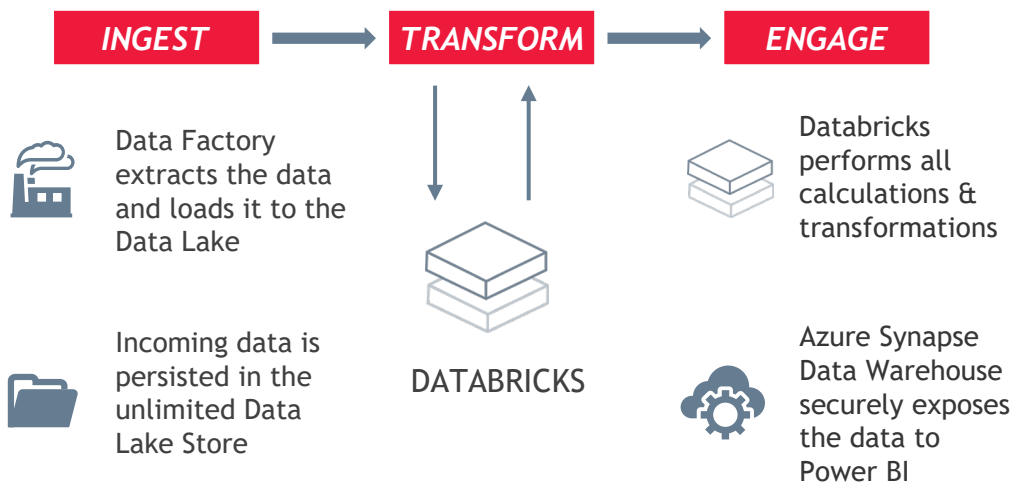 INGEST
TRANSFORM
ENGAGE
Data Factory
extracts the data
and loads it to the
Data Lake
Incoming data is
persisted in the
unlimited Data
Lake Store
DATABRICKS
Databricks
performs all
calculations &
transformations
Azure Synapse
Data Warehouse
securely exposes
the data to
Power BI